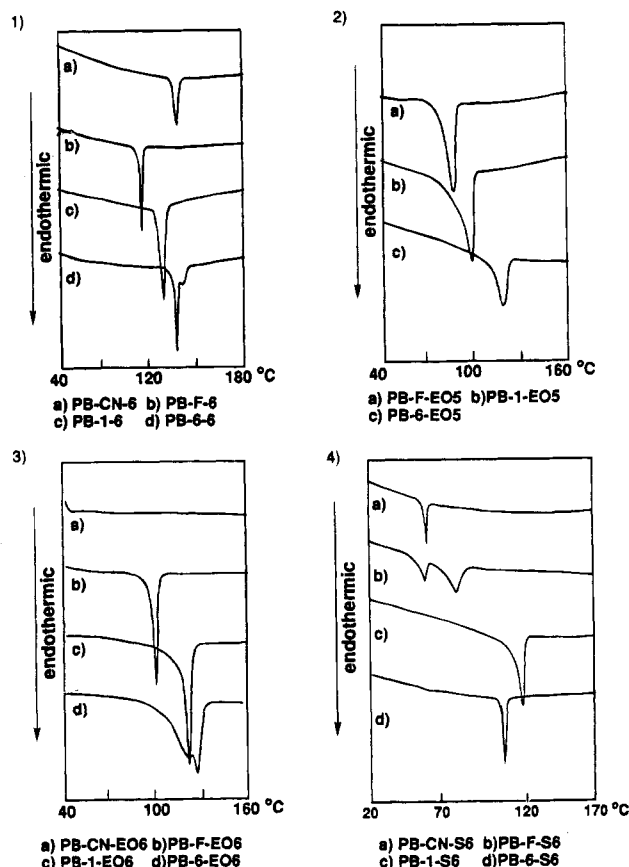 1)
a)
b)
c)
d)
endothermic
40 120 180 °C
a) PB-CN-6 b) PB-F-6
c) PB-1-6 d) PB-6-6
2)
a)
b)
c)
endothermic
40 100 160 °C
a) PB-F-EO5 b)PB-1-EO5
c) PB-6-EO5
3)
a)
b)
c)
d)
endothermic
40 100 160 °C
a) PB-CN-EO6 b)PB-F-EO6
c) PB-1-EO6 d)PB-6-EO6
4)
a)
b)
c)
d)
endothermic
20 70 120 170 °C
a) PB-CN-S6 b)PB-F-S6
c) PB-1-S6 d)PB-6-S6